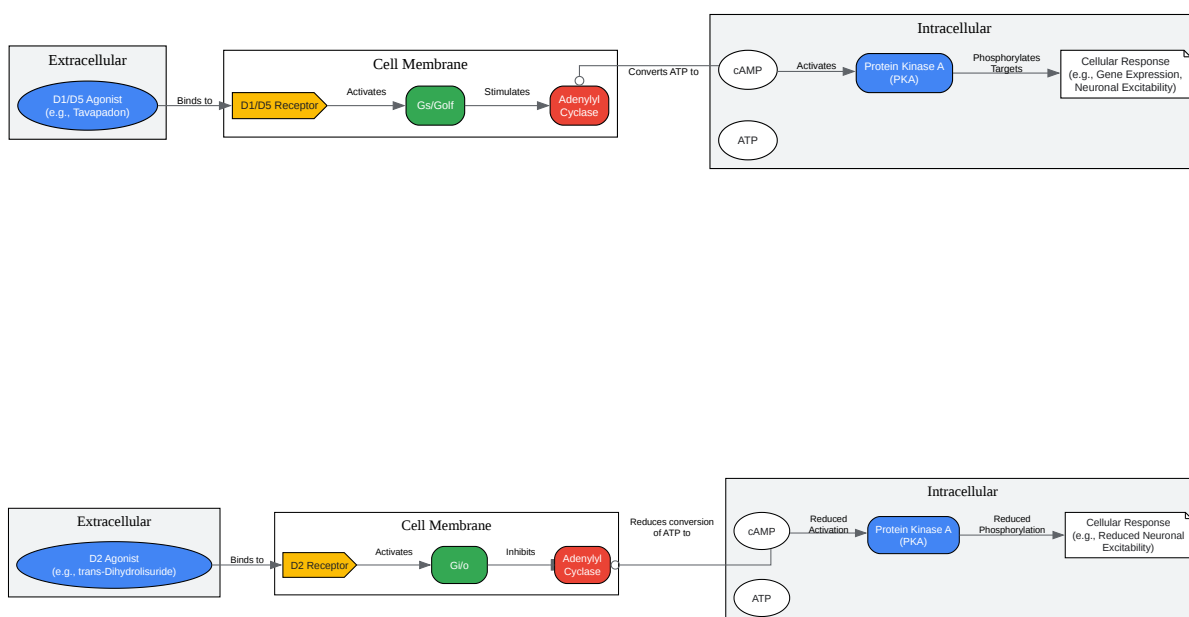 Extracellular
D1/D5 Agonist
(e.g., Tavapadon)
Binds to
Cell Membrane
D1/D5 Receptor
Activates
Gs/Golf
Stimulates
Adenylyl
Cyclase
Converts ATP to
Intracellular
cAMP
Activates
Protein Kinase A
(PKA)
Phosphorylates
Targets
Cellular Response
(e.g., Gene Expression,
Neuronal Excitability)
ATP
Extracellular
D2 Agonist
(e.g., trans-Dihydrolisuride)
Binds to
Cell Membrane
D2 Receptor
Activates
Gi/o
Inhibits
Adenylyl
Cyclase
Reduces conversion
of ATP to
Intracellular
cAMP
Reduced
Activation
Protein Kinase A
(PKA)
Reduced
Phosphorylation
Cellular Response
(e.g., Reduced Neuronal
Excitability)
ATP